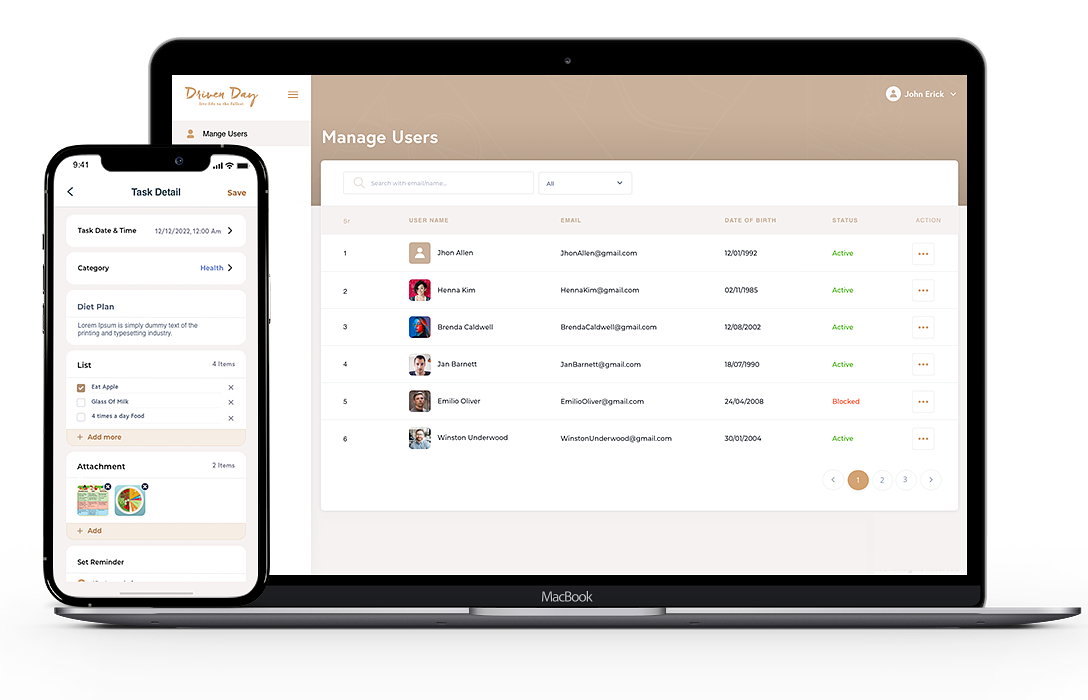 Driven Day
live life to the fullest
Mange Users
John Erick
Manage Users
Search with email/name...
All
Sr USER NAME EMAIL DATE OF BIRTH STATUS ACTION
1 Jhon Allen JhonAllen@gmail.com 12/01/1992 Active
2 Henna Kim HennaKim@gmail.com 02/11/1985 Active
3 Brenda Caldwell BrendaCaldwell@gmail.com 12/08/2002 Active
4 Jan Barnett JanBarnett@gmail.com 18/07/1990 Active
5 Emilio Oliver EmilioOliver@gmail.com 24/04/2008 Blocked
6 Winston Underwood WinstonUnderwood@gmail.com 30/01/2004 Active
1 2 3
MacBook
9:41
Task Detail Save
Task Date & Time 12/12/2022, 12:00 Am
Category Health
Diet Plan
Lorem Ipsum is simply dummy text of the
printing and typesetting industry.
List 4 Items
Eat Apple
Glass Of Milk
4 times a day Food
+ Add more
Attachment 2 Items
+ Add
Set Reminder